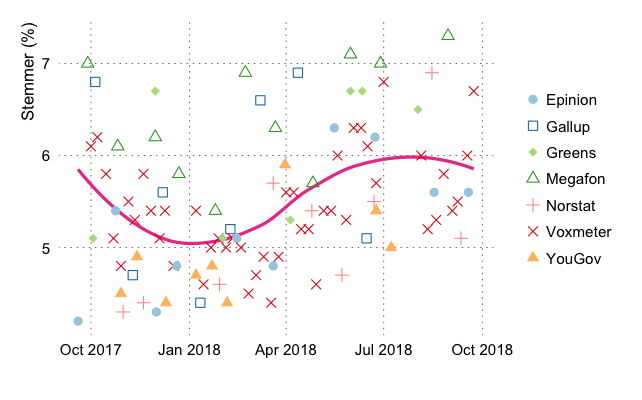 Stemmer (%)
7
6
5
Oct 2017 Jan 2018 Apr 2018 Jul 2018 Oct 2018
Epinion
Gallup
Greens
Megafon
Norstat
Voxmeter
YouGov